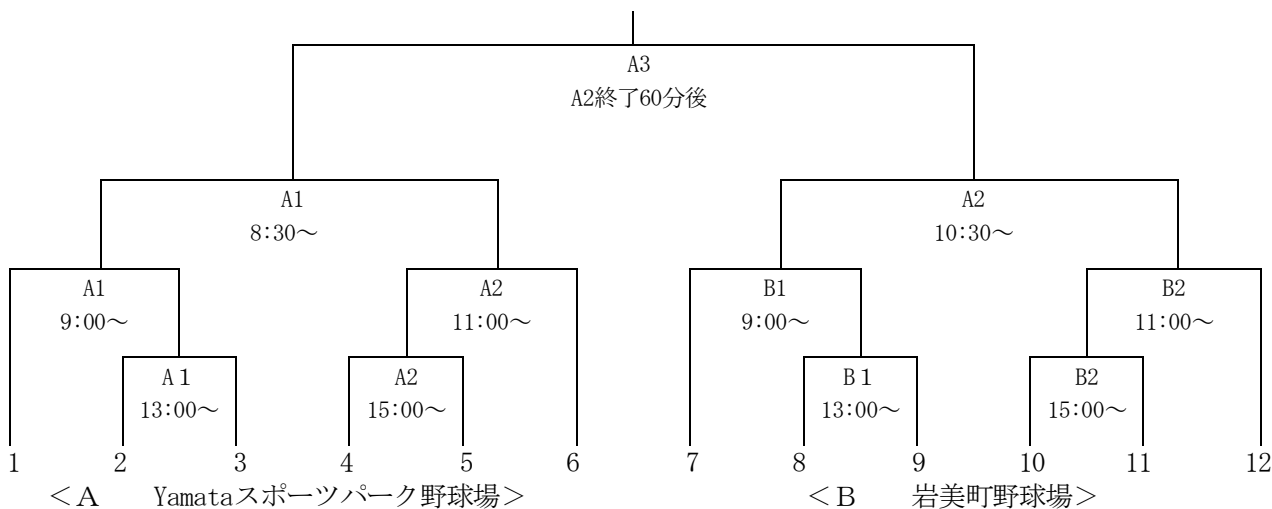 A3
A2終了60分後
A1 A2
8:30～ 10:30～
A1 A2 B1 B2
9:00～ 11:00～ 9:00～ 11:00～
A１ A2 B１ B2
13:00～ 15:00～ 13:00～ 15:00～
1 2 3 4 5 6 7 8 9 10 11 12
＜Ａ　　Yamataスポーツパーク野球場＞ ＜Ｂ　　岩美町野球場＞